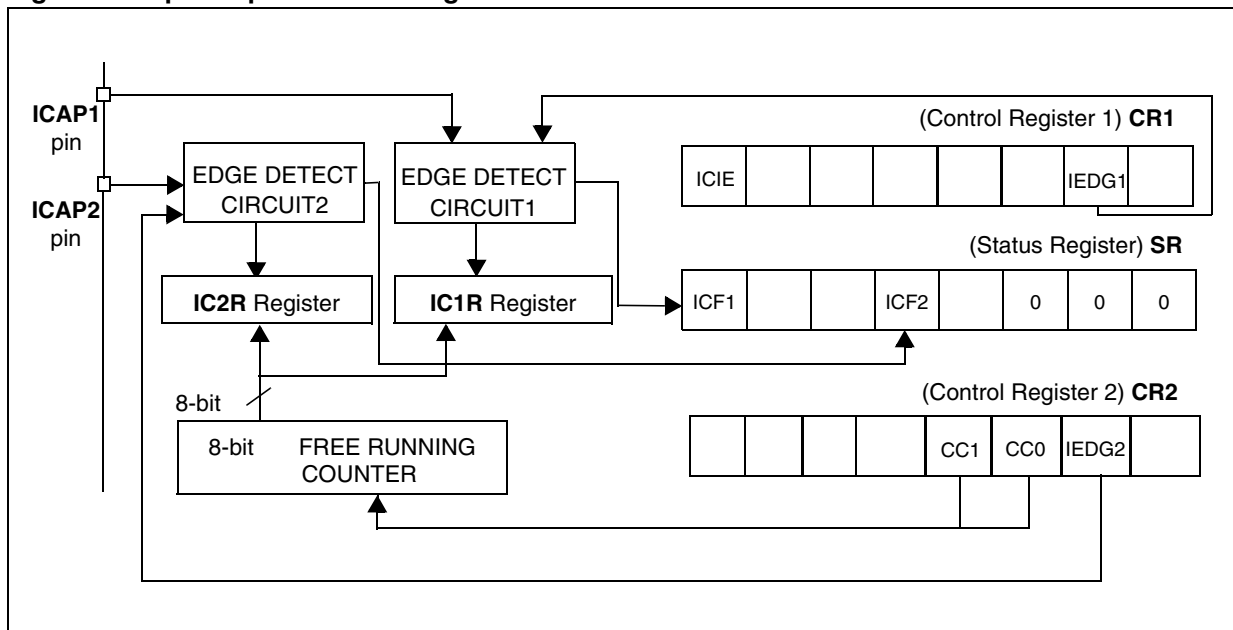 ICAP1
pin
ICAP2
pin
EDGE DETECT
CIRCUIT2
EDGE DETECT
CIRCUIT1
IC2R Register
IC1R Register
8-bit
8-bit FREE RUNNING
COUNTER
(Control Register 1) CR1
ICIE IEDG1
(Status Register) SR
ICF1 ICF2 0 0 0
(Control Register 2) CR2
CC1 CC0 IEDG2